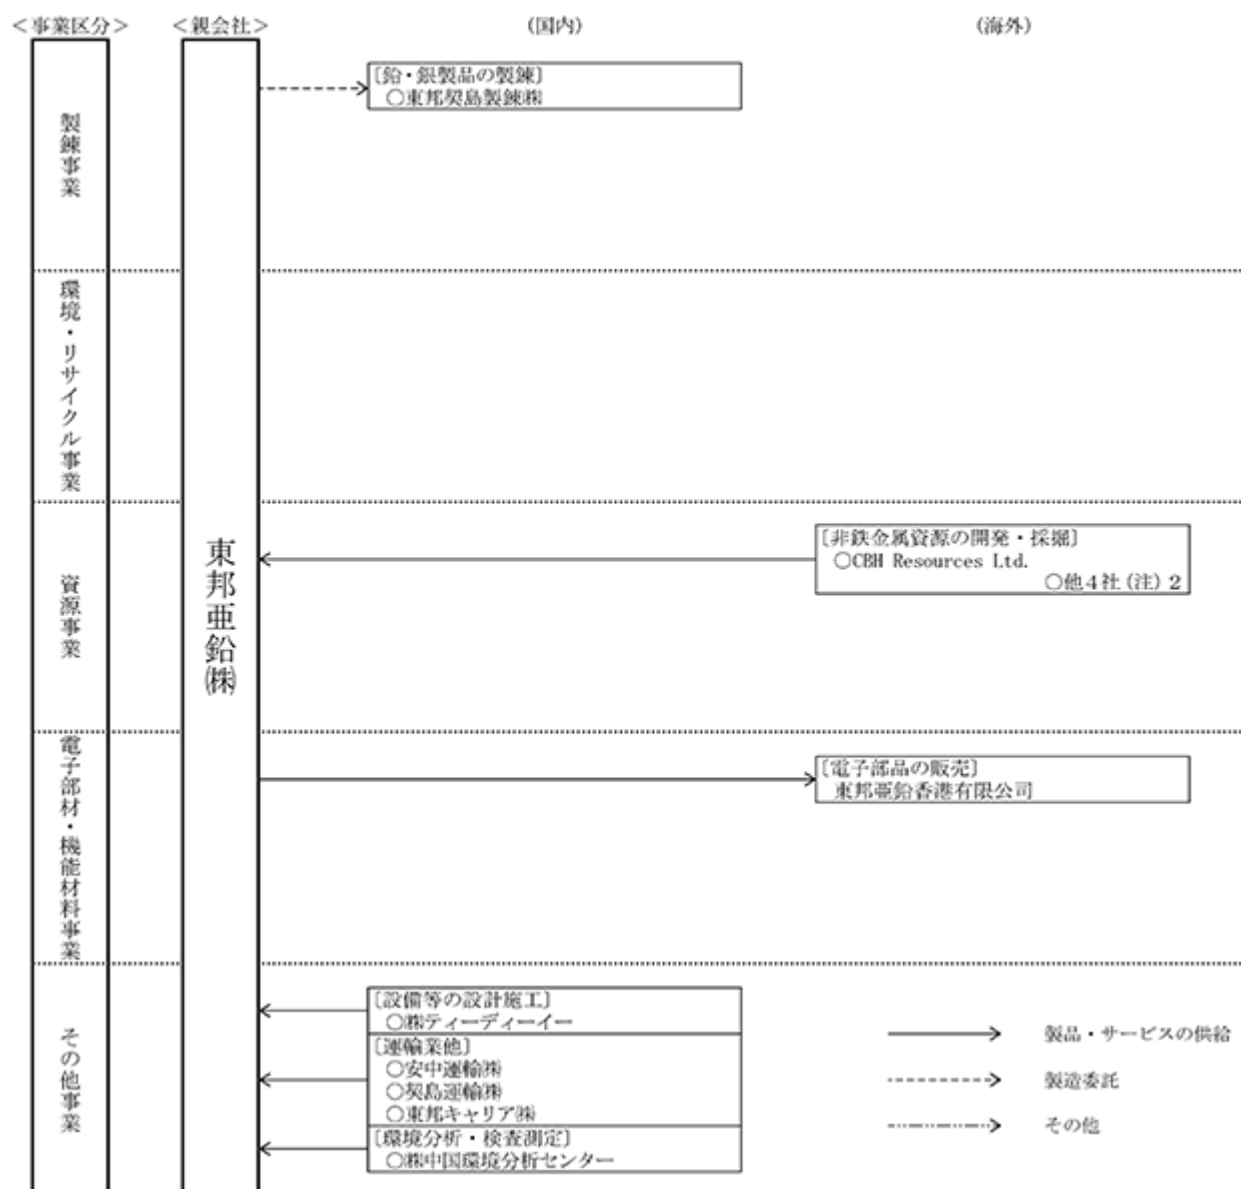 ＜事業区分＞ ＜親会社＞ (国内) (海外)
製錬事業
〔鉛・銀製品の製錬〕
○東邦契島製錬㈱
環境・リサイクル事業
東邦亜鉛㈱
資源事業
〔非鉄金属資源の開発・採掘〕
○CBH Resources Ltd.
○他４社(注)２
電子部材・機能材料事業
〔電子部品の販売〕
東邦亜鉛香港有限公司
その他事業
〔設備等の設計施工〕
○㈱ティーディーイー
〔運輸業他〕
○安中運輸㈱
○契島運輸㈱
○東邦キャリア㈱
〔環境分析・検査測定〕
○㈱中国環境分析センター
製品・サービスの供給
製造委託
その他